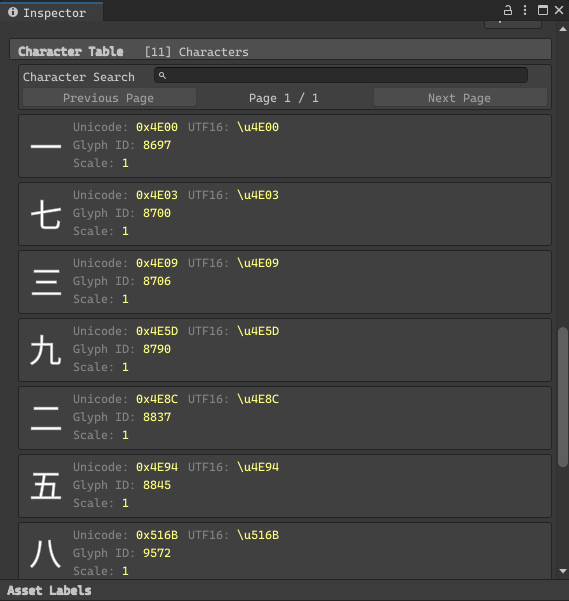 Inspector
Character Table [11] Characters
Character Search
Previous Page Page 1 / 1 Next Page
一
Unicode: 0x4E00 UTF16: \u4E00
Glyph ID: 8697
Scale: 1
七
Unicode: 0x4E03 UTF16: \u4E03
Glyph ID: 8700
Scale: 1
三
Unicode: 0x4E09 UTF16: \u4E09
Glyph ID: 8706
Scale: 1
九
Unicode: 0x4E5D UTF16: \u4E5D
Glyph ID: 8790
Scale: 1
二
Unicode: 0x4E8C UTF16: \u4E8C
Glyph ID: 8837
Scale: 1
五
Unicode: 0x4E94 UTF16: \u4E94
Glyph ID: 8845
Scale: 1
八
Unicode: 0x516B UTF16: \u516B
Glyph ID: 9572
Scale: 1
Asset Labels